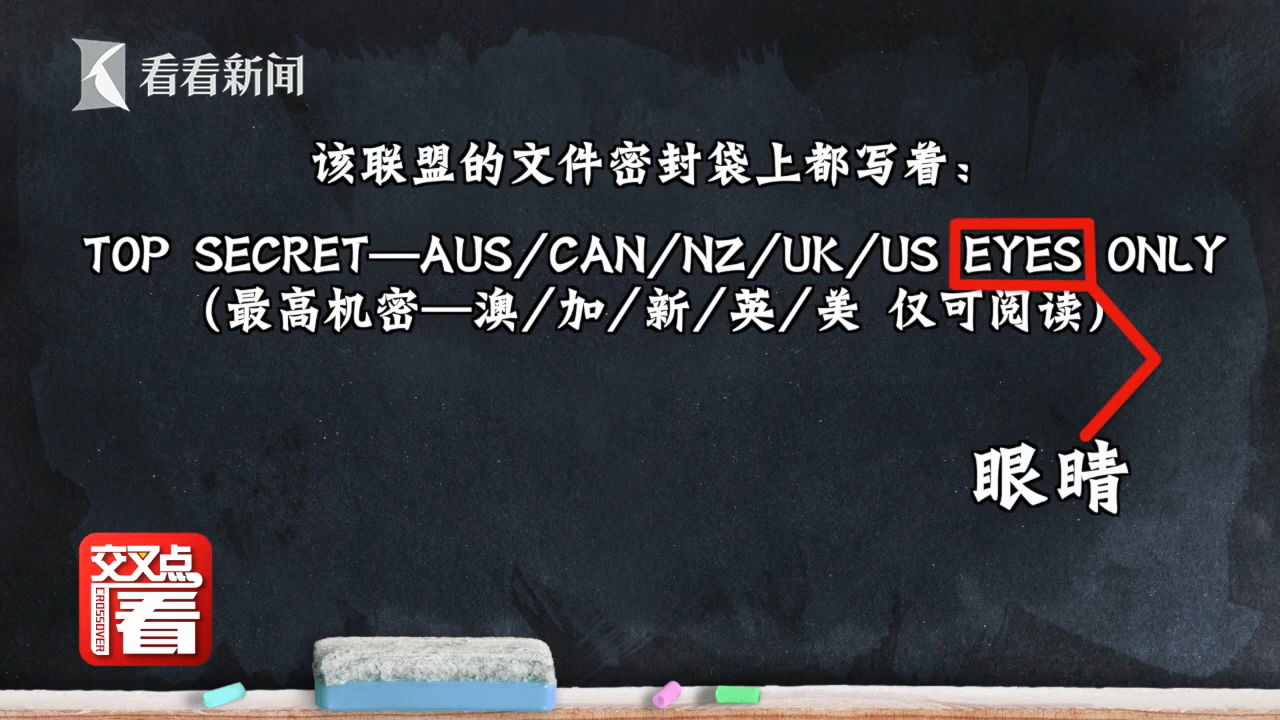 看看新闻
该联盟的文件密封袋上都写着：
TOP SECRET—AUS/CAN/NZ/UK/US EYES ONLY
（最高机密—澳/加/新/英/美 仅可阅读）
眼睛
交叉点
CROSSOVER
看